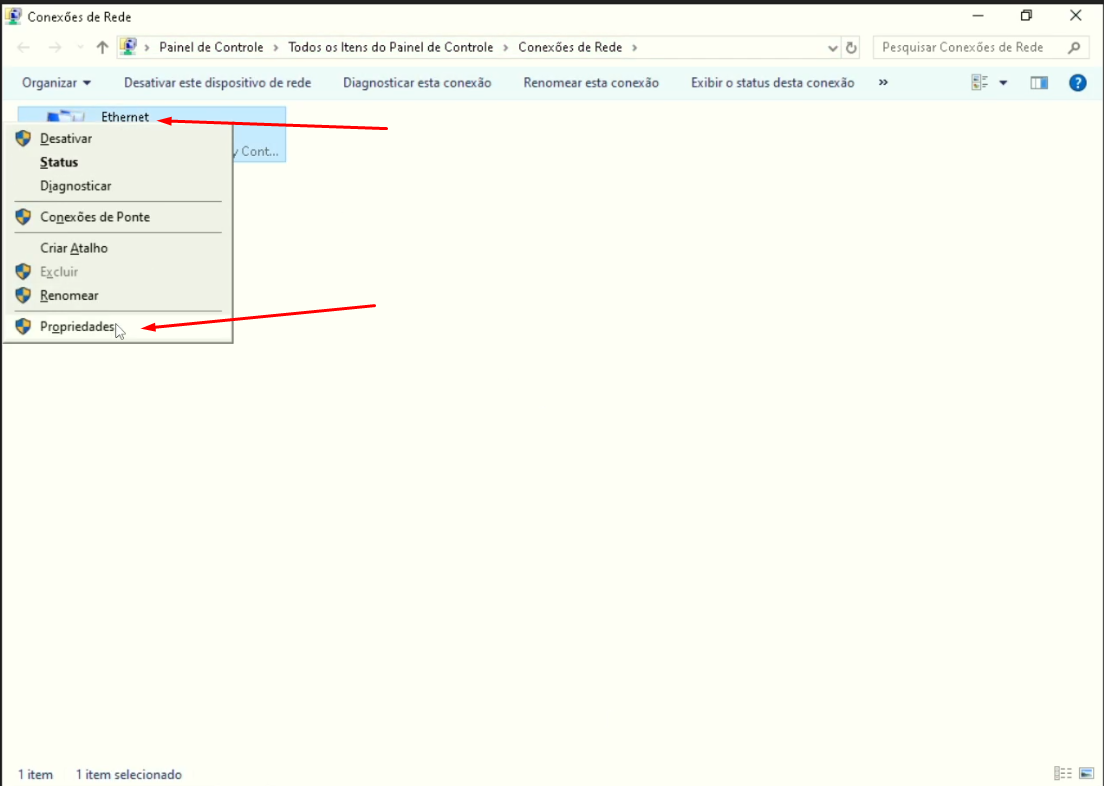 Conexões de Rede
Painel de Controle > Todos os Itens do Painel de Controle > Conexões de Rede >
Pesquisar Conexões de Rede
Organizar
Desativar este dispositivo de rede
Diagnosticar esta conexão
Renomear esta conexão
Exibir o status desta conexão
»
?
Ethernet
y Cont...
Desativar
Status
Diagnosticar
Conexões de Ponte
Criar Atalho
Excluir
Renomear
Propriedades
1 item
1 item selecionado